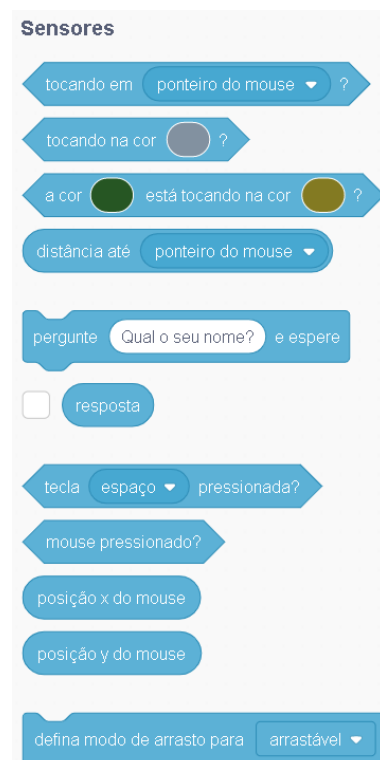 Sensores
tocando em ponteiro do mouse ?
tocando na cor ?
a cor está tocando na cor ?
distância até ponteiro do mouse
pergunte Qual o seu nome? e espere
resposta
tecla espaço pressionada?
mouse pressionado?
posição x do mouse
posição y do mouse
defina modo de arrasto para arrastável